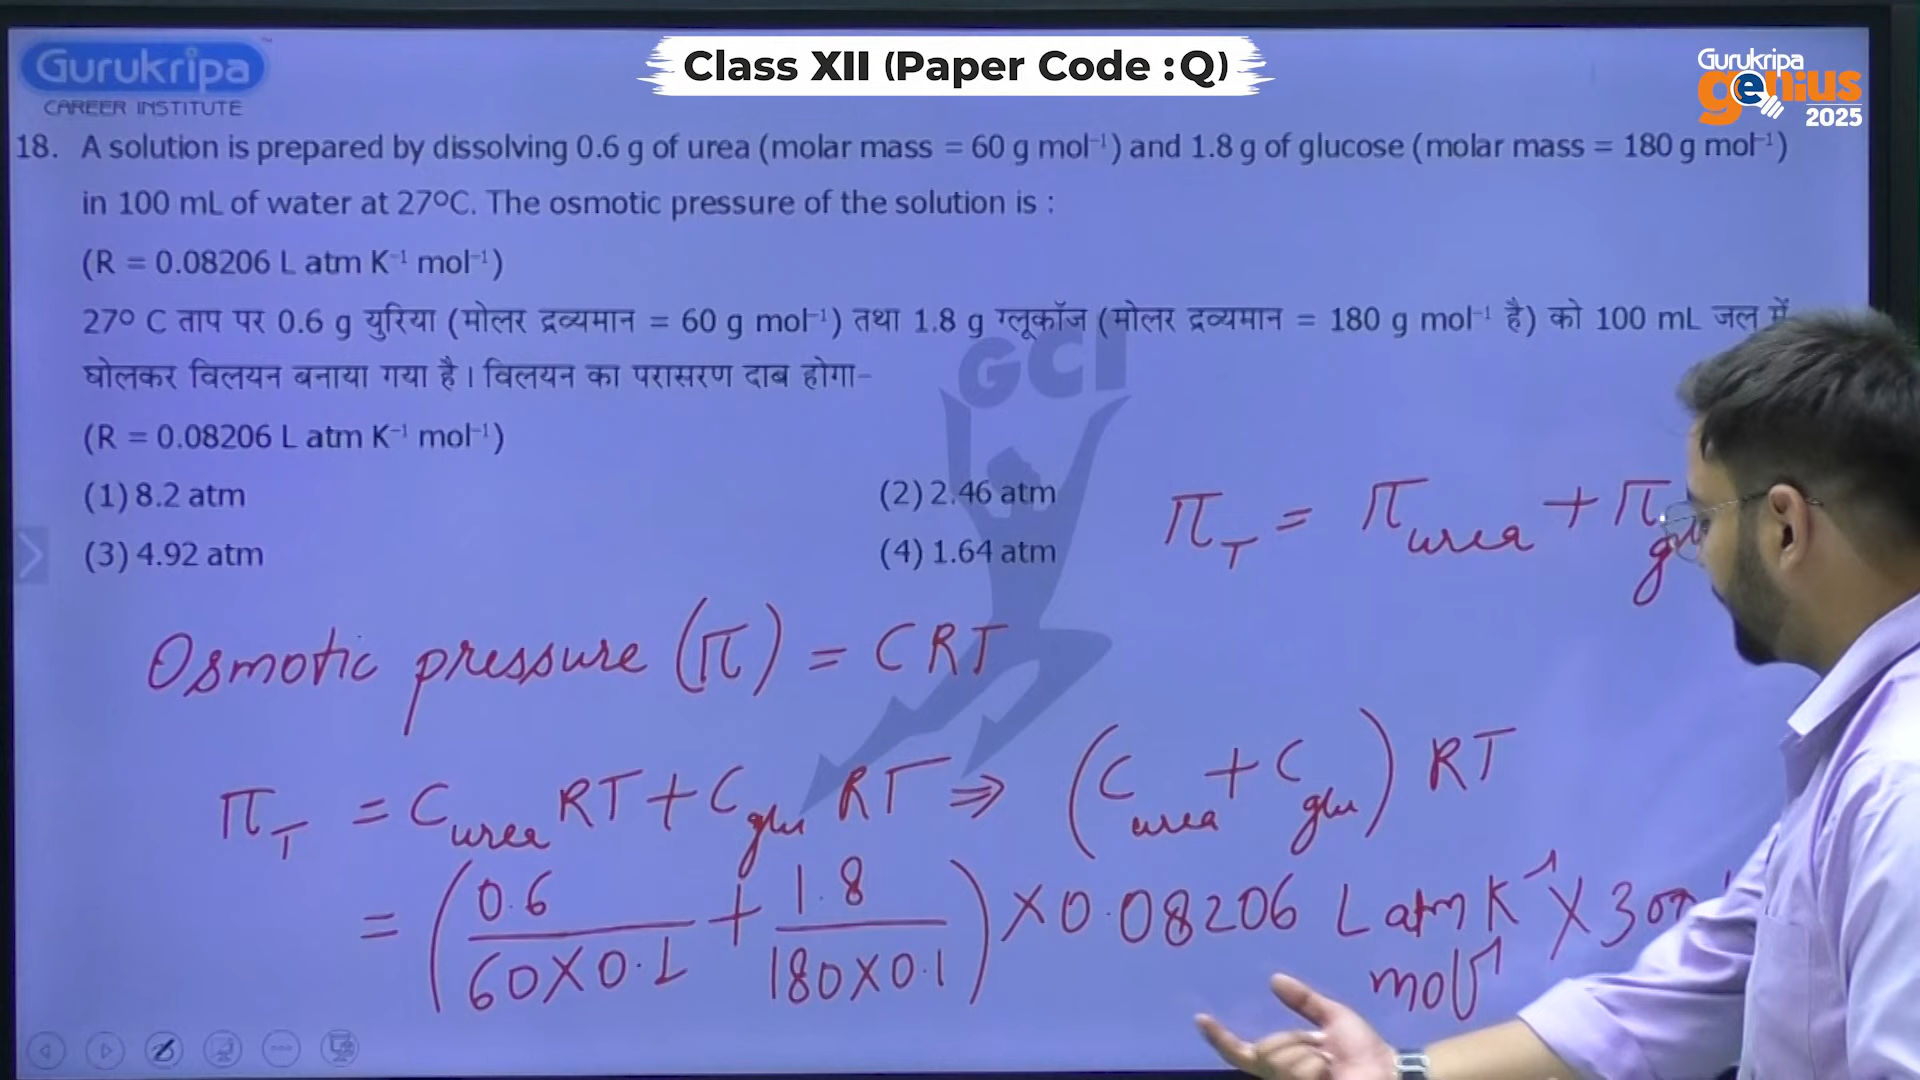 Gurukripa
CAREER INSTITUTE
Class XII (Paper Code :Q)
Gurukripa
genius
2025
18. A solution is prepared by dissolving 0.6 g of urea (molar mass = 60 g mol⁻¹) and 1.8 g of glucose (molar mass = 180 g mol⁻¹)
in 100 mL of water at 27ºC. The osmotic pressure of the solution is :
(R = 0.08206 L atm K⁻¹ mol⁻¹)
27º C ताप पर 0.6 g युरिया (मोलर द्रव्यमान = 60 g mol⁻¹) तथा 1.8 g ग्लूकॉज (मोलर द्रव्यमान = 180 g mol⁻¹ है) को 100 mL जल में
घोलकर विलयन बनाया गया है। विलयन का परासरण दाब होगा-
(R = 0.08206 L atm K⁻¹ mol⁻¹)
GCI
(1) 8.2 atm (2) 2.46 atm
(3) 4.92 atm (4) 1.64 atm
π_T = π_urea + π
Osmotic pressure (π) = CRT
π_T = C_urea RT + C_glu RT ⇒ (C_urea + C_glu) RT
= (0.6/60X0.1 + 1.8/180X0.1) X 0.08206 L atm K⁻¹ mol⁻¹ X